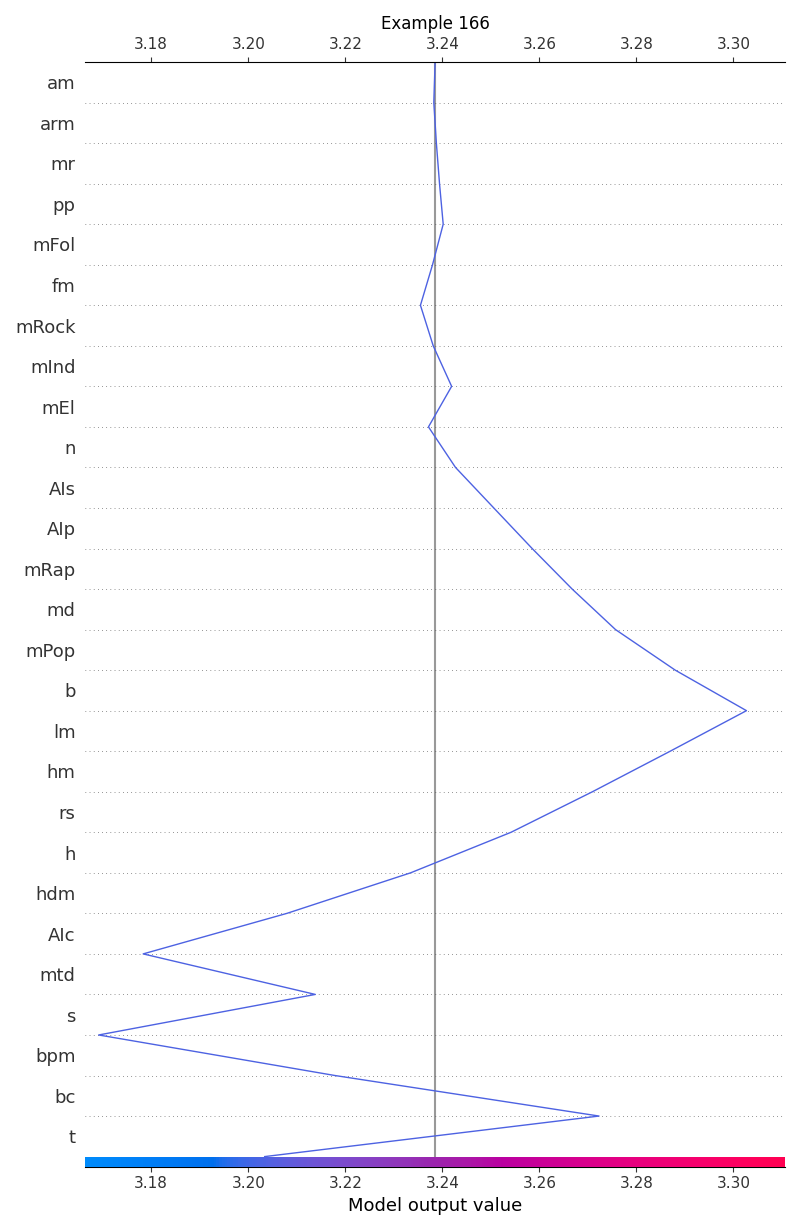 Example 166
3.18 3.20 3.22 3.24 3.26 3.28 3.30
am
arm
mr
pp
mFol
fm
mRock
mInd
mEl
n
AIs
AIp
mRap
md
mPop
b
lm
hm
rs
h
hdm
AIc
mtd
s
bpm
bc
t
3.18 3.20 3.22 3.24 3.26 3.28 3.30
Model output value